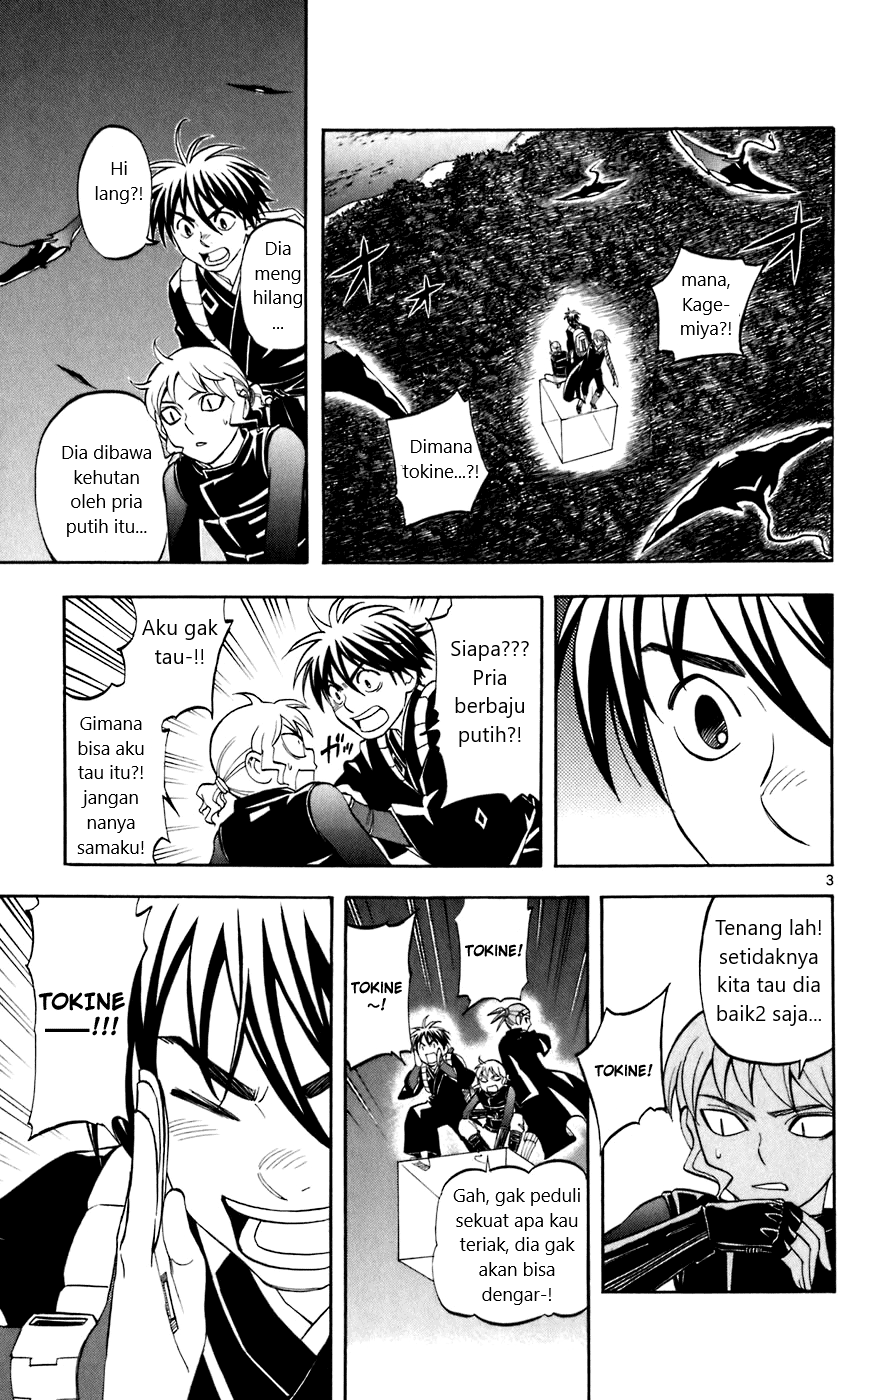 mana,
Kage-
miya?!
Dimana
tokine...?!
Hi
lang?!
Dia
meng
hilang
...
Dia dibawa
kehutan
oleh pria
putih itu...
Siapa???
Pria
berbaju
putih?!
Aku gak
tau-!!
Gimana
bisa aku
tau itu?!
jangan
nanya
samaku!
3
Tenang lah!
setidaknya
kita tau dia
baik2 saja...
TOKINE!
TOKINE!
TOKINE
~!
Gah, gak peduli
sekuat apa kau
teriak, dia gak
akan bisa
dengar-!
TOKINE
——!!!